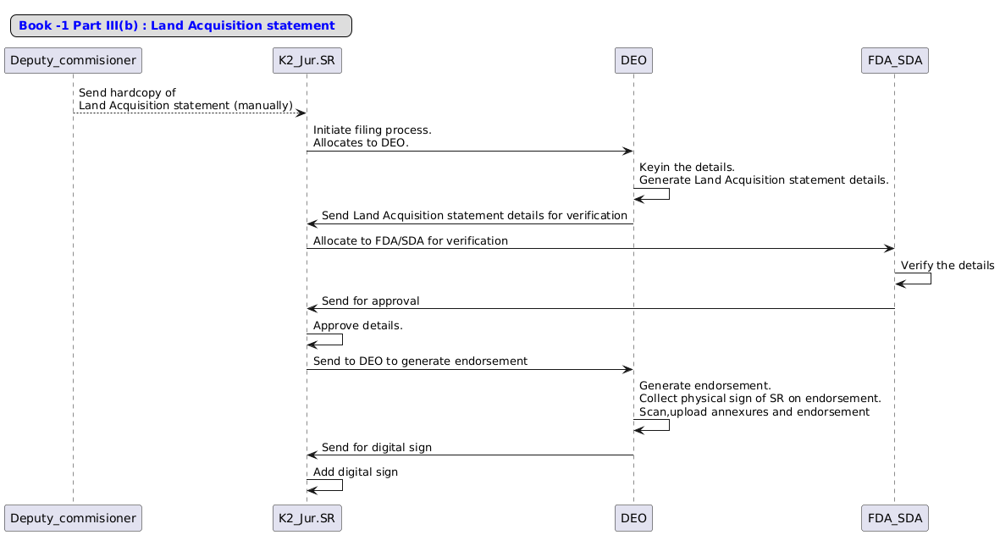 Book -1 Part III(b) : Land Acquisition statement
Deputy_commisioner
K2_Jur.SR
DEO
FDA_SDA
Send hardcopy of
Land Acquisition statement (manually)
Initiate filing process.
Allocates to DEO.
Keyin the details.
Generate Land Acquisition statement details.
Send Land Acquisition statement details for verification
Allocate to FDA/SDA for verification
Verify the details
Send for approval
Approve details.
Send to DEO to generate endorsement
Generate endorsement.
Collect physical sign of SR on endorsement.
Scan,upload annexures and endorsement
Send for digital sign
Add digital sign
Deputy_commisioner
K2_Jur.SR
DEO
FDA_SDA